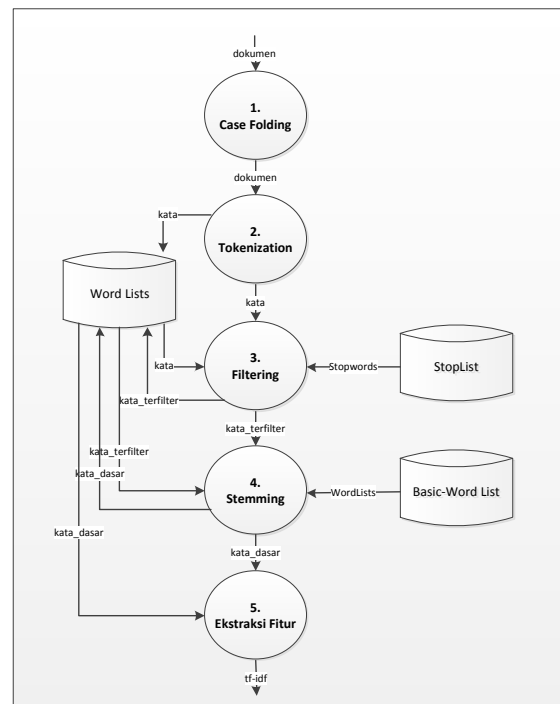 dokumen
1.
Case Folding
dokumen
kata
2.
Tokenization
Word Lists
kata
3.
Filtering
kata
Stopwords
StopList
kata_terfilter
kata_terfilter
kata_terfilter
kata_dasar
4.
Stemming
WordLists
Basic-Word List
kata_dasar
kata_dasar
5.
Ekstraksi Fitur
tf-idf